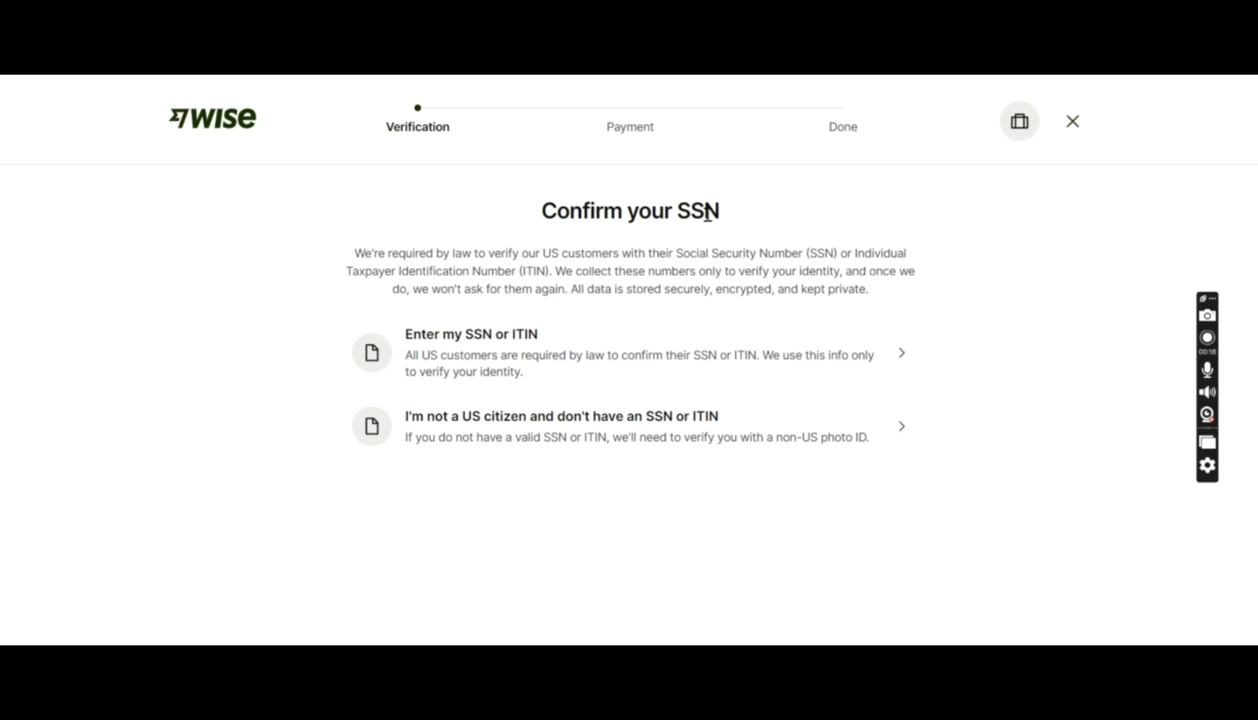 WISE
Verification
Payment
Done
Confirm your SSN
We're required by law to verify our US customers with their Social Security Number (SSN) or Individual
Taxpayer Identification Number (ITIN). We collect these numbers only to verify your identity, and once we
do, we won't ask for them again. All data is stored securely, encrypted, and kept private.
Enter my SSN or ITIN
All US customers are required by law to confirm their SSN or ITIN. We use this info only
to verify your identity.
I'm not a US citizen and don't have an SSN or ITIN
If you do not have a valid SSN or ITIN, we'll need to verify you with a non-US photo ID.
00:16